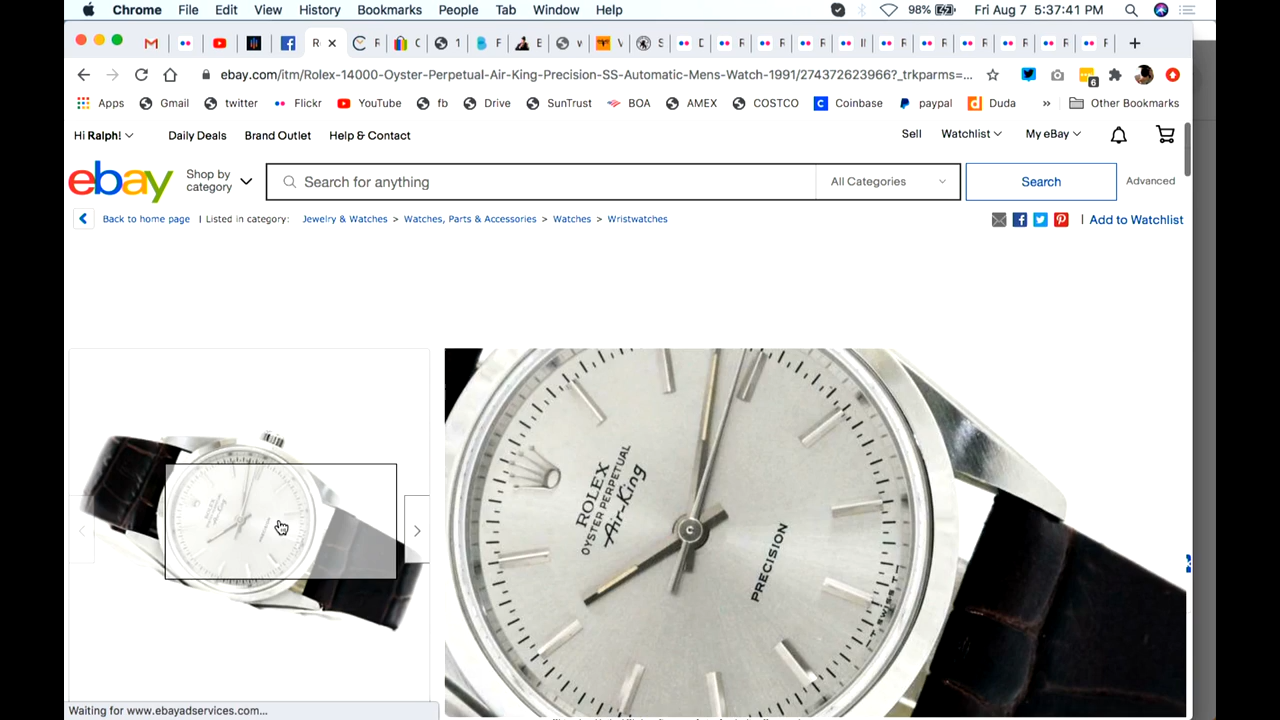 Chrome File Edit View History Bookmarks People Tab Window Help 98% Fri Aug 7 5:37:41 PM
ebay.com/itm/Rolex-14000-Oyster-Perpetual-Air-King-Precision-SS-Automatic-Mens-Watch-1991/274372623966?_trkparms=...
6
Apps Gmail twitter Flickr YouTube fb Drive SunTrust BOA AMEX COSTCO Coinbase paypal Duda » Other Bookmarks
Hi Ralph! Daily Deals Brand Outlet Help & Contact Sell Watchlist My eBay
ebay Shop by category Search for anything All Categories Search Advanced
Back to home page | Listed in category: Jewelry & Watches > Watches, Parts & Accessories > Watches > Wristwatches | Add to Watchlist
ROLEX
OYSTER PERPETUAL
Air-King
PRECISION
Waiting for www.ebayadservices.com...